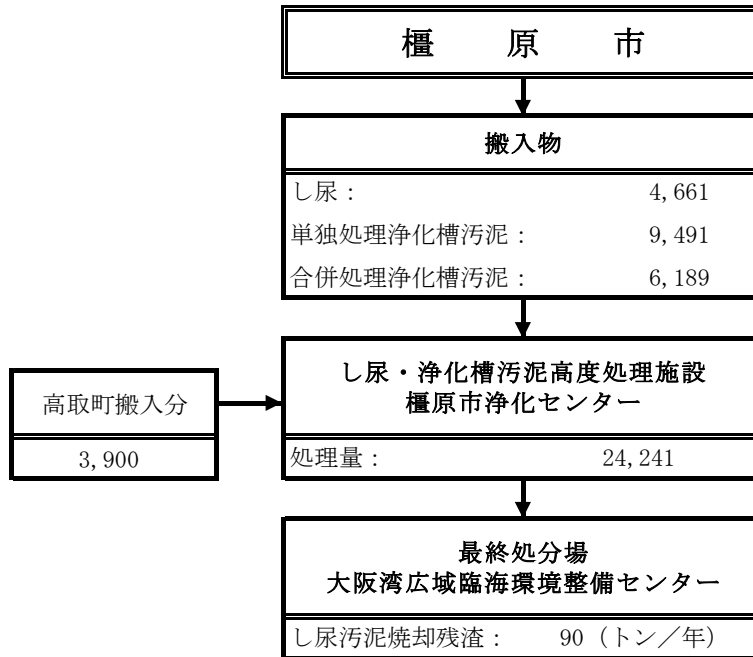 橿原市
搬入物
し尿： 4,661
単独処理浄化槽汚泥： 9,491
合併処理浄化槽汚泥： 6,189
し尿・浄化槽汚泥高度処理施設
橿原市浄化センター
高取町搬入分
3,900
処理量： 24,241
最終処分場
大阪湾広域臨海環境整備センター
し尿汚泥焼却残渣： 90（トン／年）